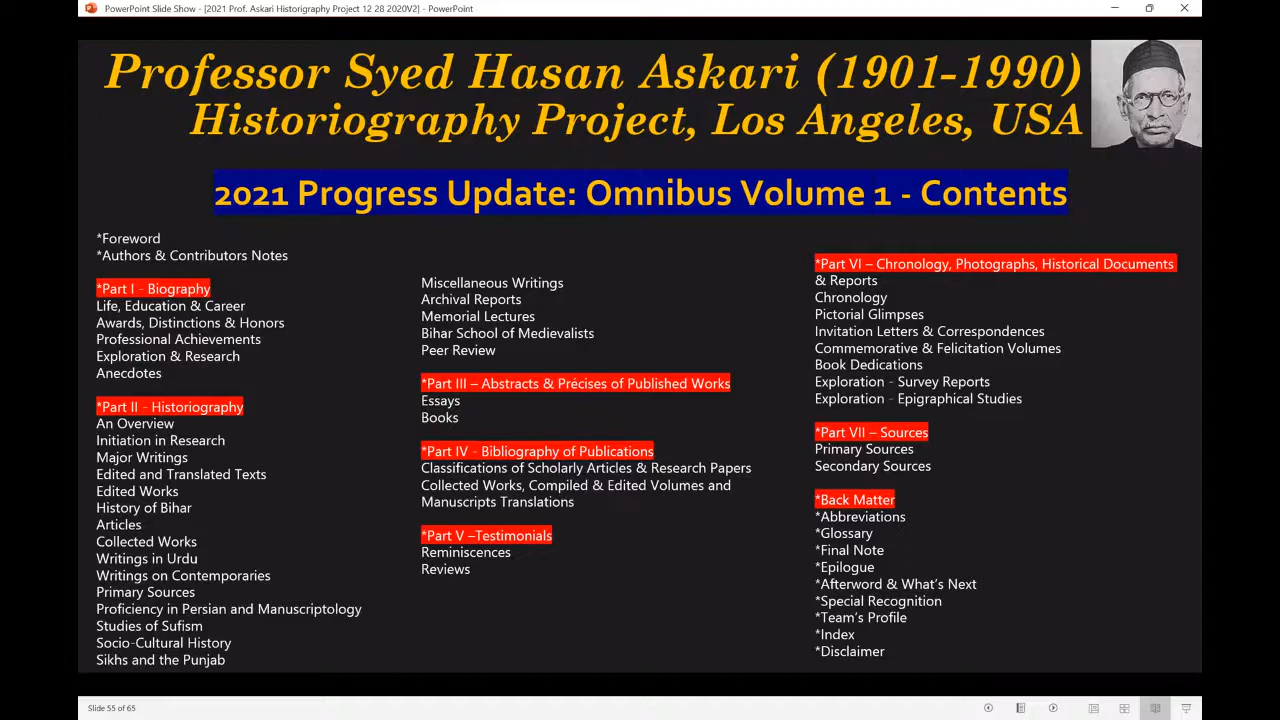 PowerPoint Slide Show - [2021 Prof. Askari Historigraphy Project 12 28 2020V2] - PowerPoint
Professor Syed Hasan Askari (1901-1990)
Historiography Project, Los Angeles, USA
2021 Progress Update: Omnibus Volume 1 - Contents
*Foreword
*Authors & Contributors Notes
*Part I - Biography
Life, Education & Career
Awards, Distinctions & Honors
Professional Achievements
Exploration & Research
Anecdotes
*Part II - Historiography
An Overview
Initiation in Research
Major Writings
Edited and Translated Texts
Edited Works
History of Bihar
Articles
Collected Works
Writings in Urdu
Writings on Contemporaries
Primary Sources
Proficiency in Persian and Manuscriptology
Studies of Sufism
Socio-Cultural History
Sikhs and the Punjab
Miscellaneous Writings
Archival Reports
Memorial Lectures
Bihar School of Medievalists
Peer Review
*Part III – Abstracts & Précises of Published Works
Essays
Books
*Part IV - Bibliography of Publications
Classifications of Scholarly Articles & Research Papers
Collected Works, Compiled & Edited Volumes and
Manuscripts Translations
*Part V –Testimonials
Reminiscences
Reviews
*Part VI – Chronology, Photographs, Historical Documents
& Reports
Chronology
Pictorial Glimpses
Invitation Letters & Correspondences
Commemorative & Felicitation Volumes
Book Dedications
Exploration - Survey Reports
Exploration - Epigraphical Studies
*Part VII – Sources
Primary Sources
Secondary Sources
*Back Matter
*Abbreviations
*Glossary
*Final Note
*Epilogue
*Afterword & What's Next
*Special Recognition
*Team's Profile
*Index
*Disclaimer
Slide 55 of 65